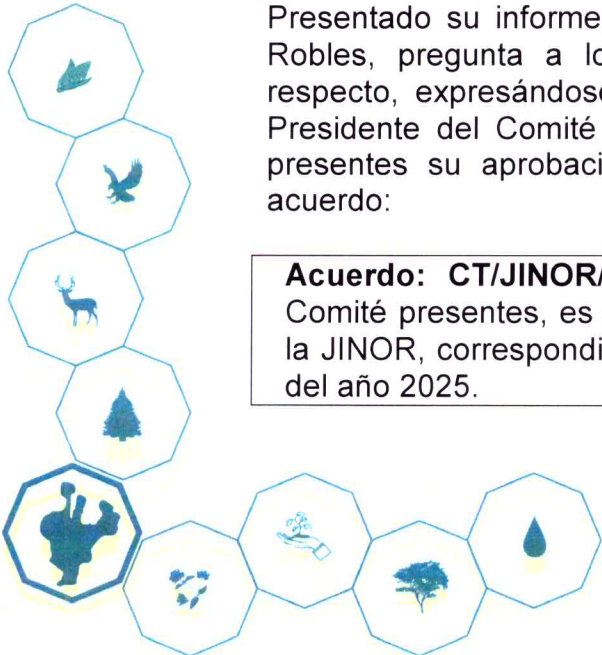 Presentado su informe
Robles, pregunta a lo
respecto, expresándose
Presidente del Comité
presentes su aprobaci
acuerdo:
Acuerdo: CT/JINOR/
Comité presentes, es
la JINOR, correspondi
del año 2025.